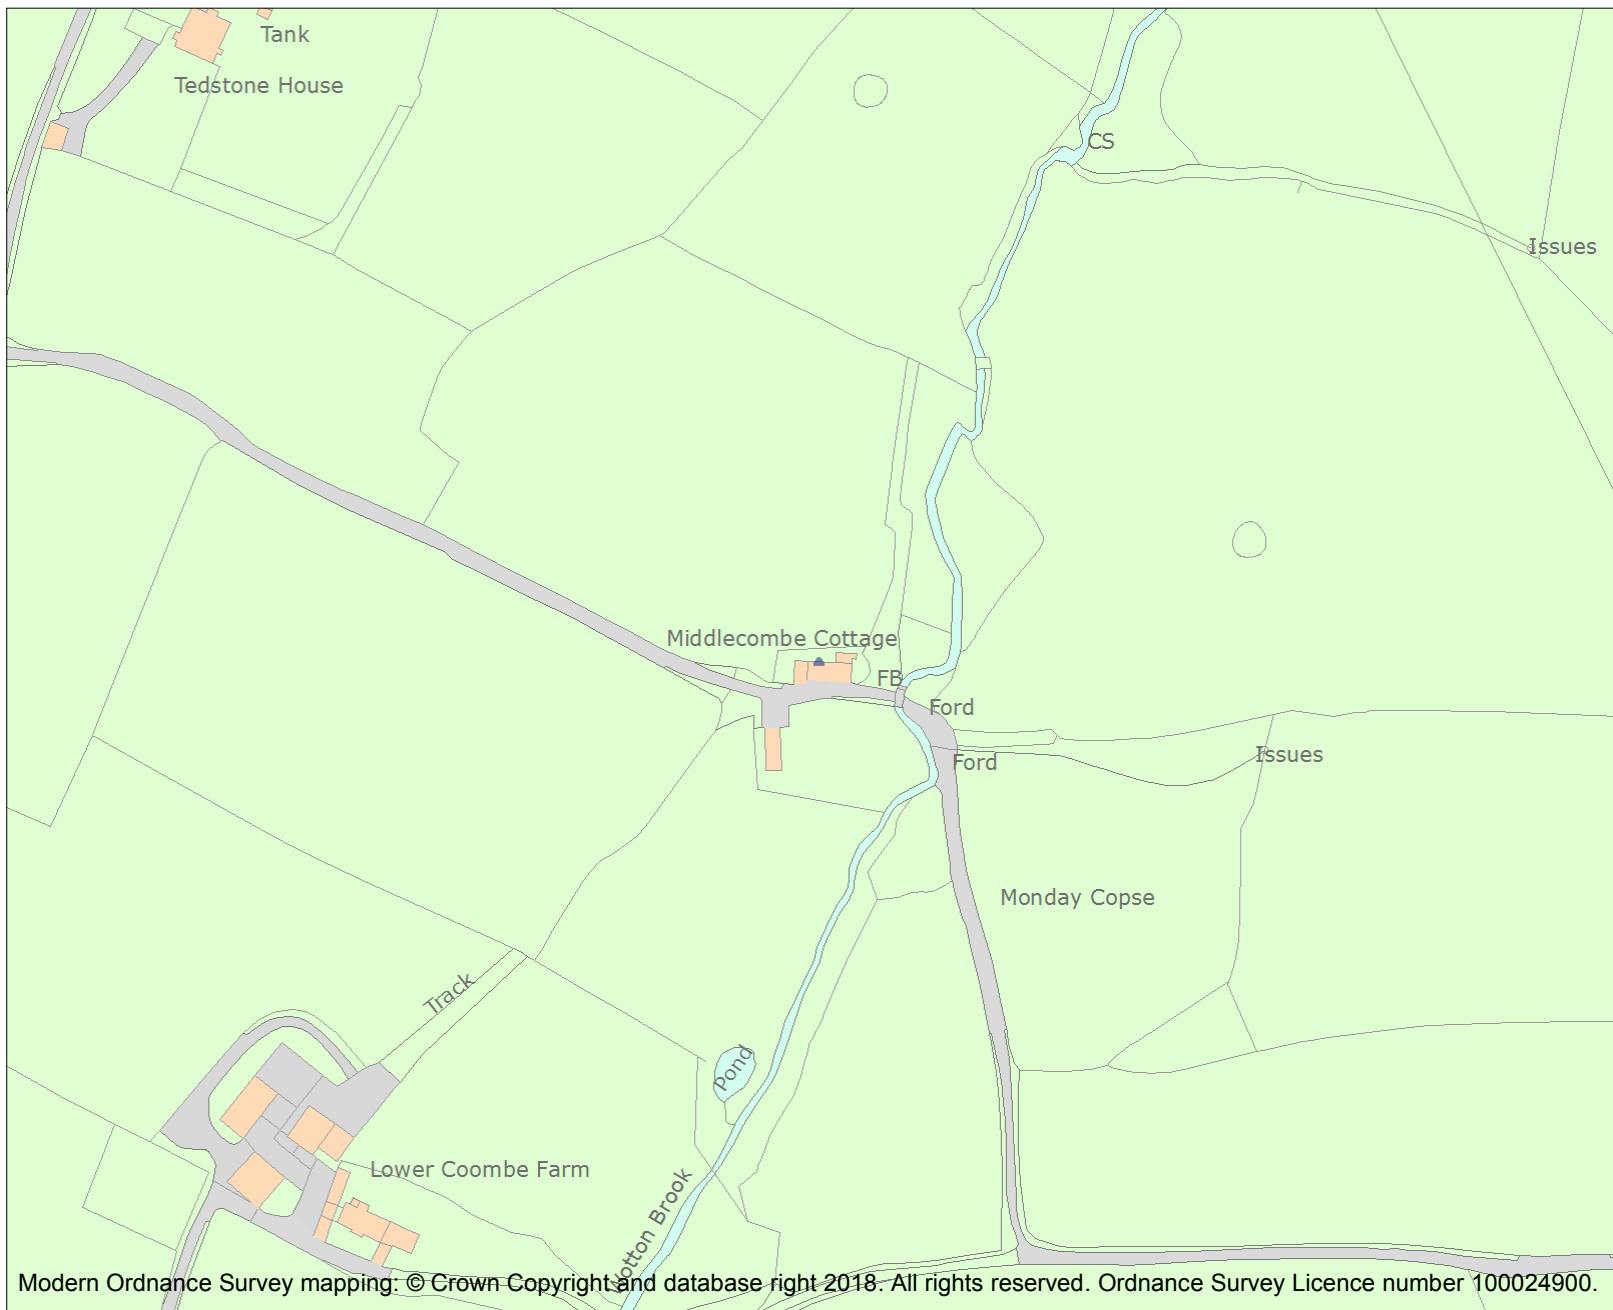 Tank
Tedstone House
CS
Issues
Middlecombe Cottage
FB
Ford
Ford
Issues
Monday Copse
Track
Pond
Lower Coombe Farm
Wotton Brook
Modern Ordnance Survey mapping: © Crown Copyright and database right 2018. All rights reserved. Ordnance Survey Licence number 100024900.